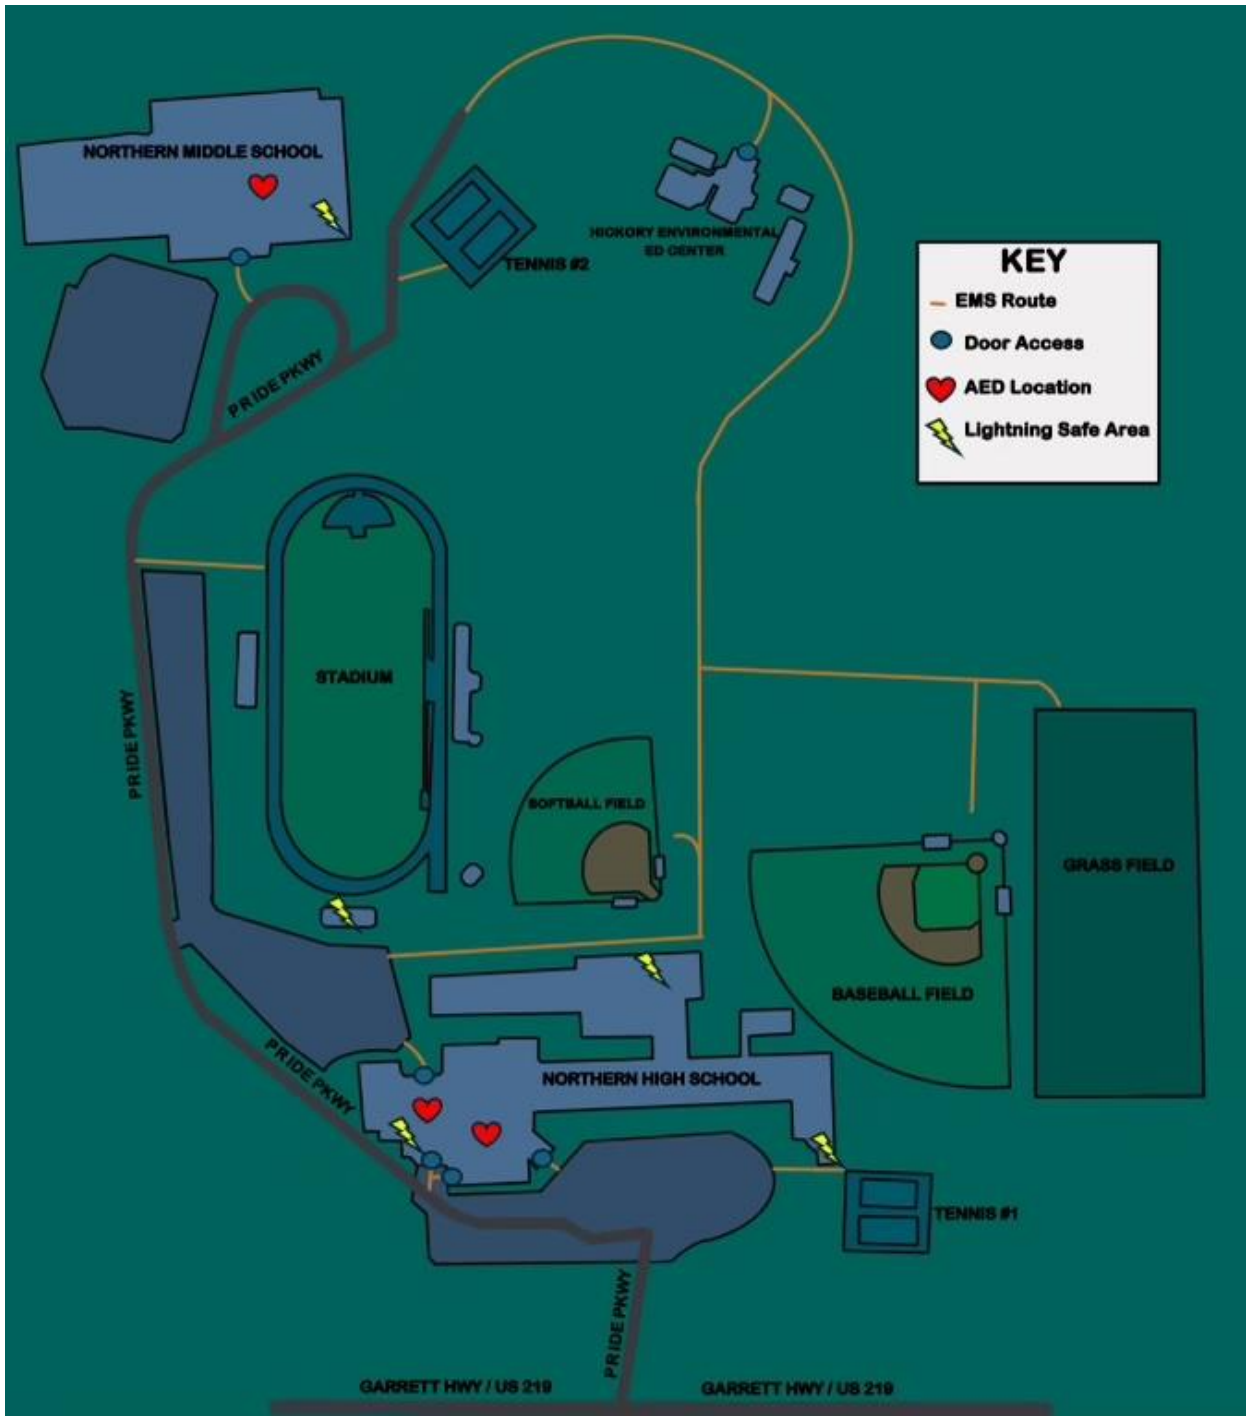 NORTHERN MIDDLE SCHOOL
HICKORY ENVIRONMENTAL
ED CENTER
TENNIS #2
KEY
EMS Route
Door Access
AED Location
Lightning Safe Area
PRIDE PKWY
STADIUM
PRIDE PKWY
SOFTBALL FIELD
GRASS FIELD
BASEBALL FIELD
PRIDE PKWY
NORTHERN HIGH SCHOOL
TENNIS #1
PRIDE PKWY
GARRETT HWY / US 219
GARRETT HWY / US 219